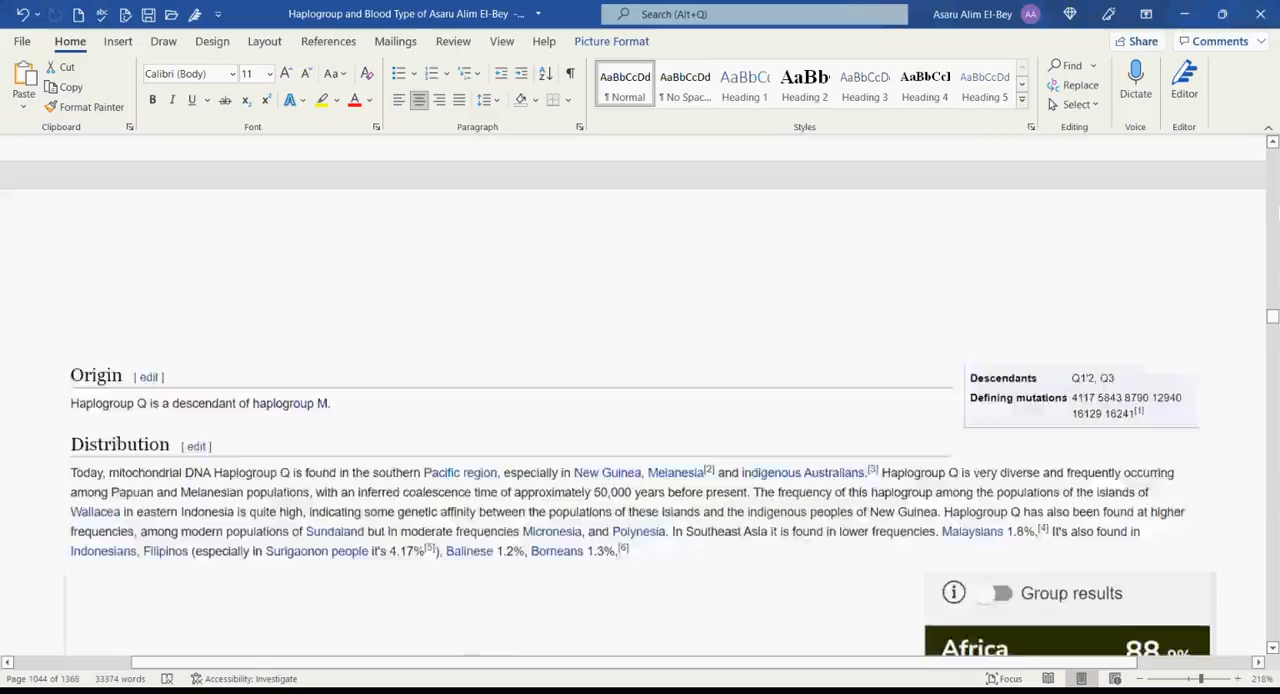 Haplogroup and Blood Type of Asaru Alim El-Bey -...
Search (Alt+Q)
Asaru Alim El-Bey AA
File Home Insert Draw Design Layout References Mailings Review View Help Picture Format Share Comments
Paste
Cut
Copy
Format Painter
Clipboard
Calibri (Body) 11
Font
Paragraph
AaBbCcDd AaBbCcDd AaBbCc AaBb AaBbCcD AaBbCcI AaBbCcDd
¶ Normal ¶ No Spac... Heading 1 Heading 2 Heading 3 Heading 4 Heading 5
Styles
Find
Replace
Select
Editing
Dictate
Voice
Editor
Editor
Origin [ edit ]
Haplogroup Q is a descendant of haplogroup M.
Descendants Q1'2, Q3
Defining mutations 4117 5843 8790 12940
16129 16241[1]
Distribution [ edit ]
Today, mitochondrial DNA Haplogroup Q is found in the southern Pacific region, especially in New Guinea, Melanesia[2] and indigenous Australians.[3] Haplogroup Q is very diverse and frequently occurring
among Papuan and Melanesian populations, with an inferred coalescence time of approximately 50,000 years before present. The frequency of this haplogroup among the populations of the islands of
Wallacea in eastern Indonesia is quite high, indicating some genetic affinity between the populations of these islands and the indigenous peoples of New Guinea. Haplogroup Q has also been found at higher
frequencies, among modern populations of Sundaland but in moderate frequencies Micronesia, and Polynesia. In Southeast Asia it is found in lower frequencies. Malaysians 1.8%,[4] It's also found in
Indonesians, Filipinos (especially in Surigaonon people it's 4.17%[5]), Balinese 1.2%, Borneans 1.3%,[6]
Group results
Africa 88.9%
Page 1044 of 1368 33374 words Accessibility: Investigate Focus 218%